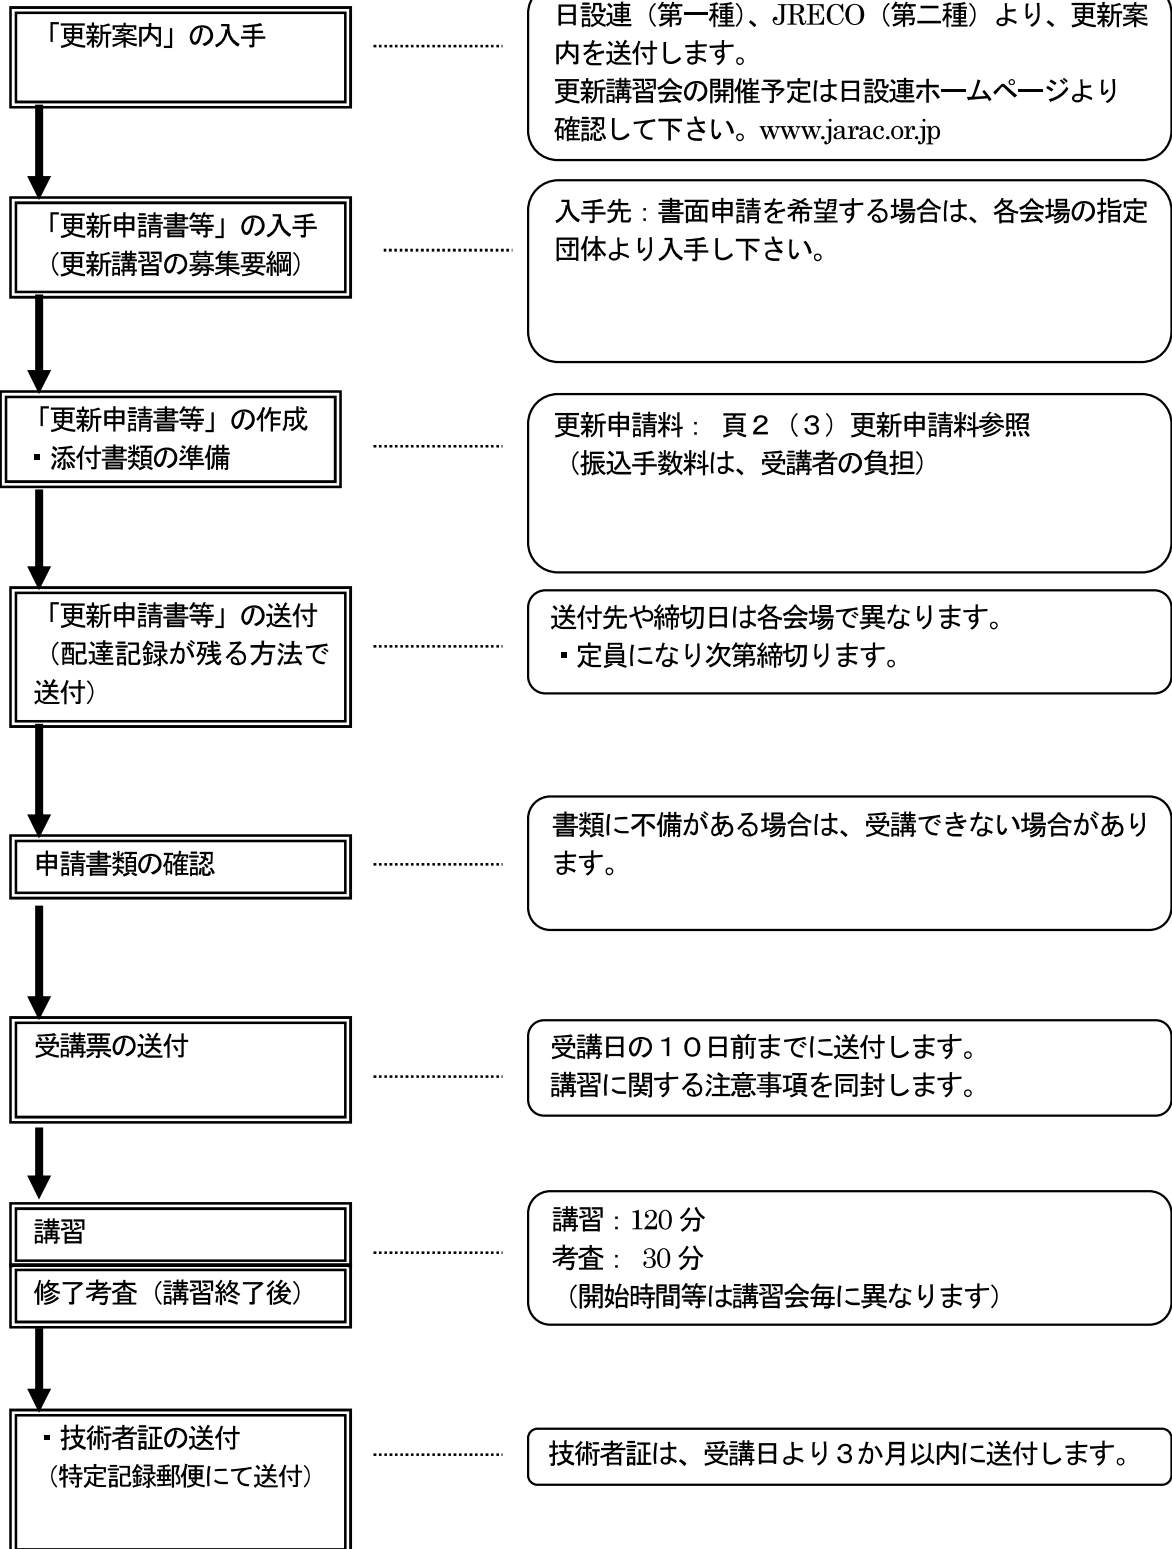 「更新案内」の入手
日設連（第一種）、JRECO（第二種）より、更新案
内を送付します。
更新講習会の開催予定は日設連ホームページより
確認して下さい。www.jarac.or.jp
「更新申請書等」の入手
（更新講習の募集要綱）
入手先：書面申請を希望する場合は、各会場の指定
団体より入手し下さい。
「更新申請書等」の作成
・添付書類の準備
更新申請料： 頁２（３）更新申請料参照
（振込手数料は、受講者の負担）
「更新申請書等」の送付
（配達記録が残る方法で
送付）
送付先や締切日は各会場で異なります。
・定員になり次第締切ります。
申請書類の確認
書類に不備がある場合は、受講できない場合があり
ます。
受講票の送付
受講日の１０日前までに送付します。
講習に関する注意事項を同封します。
講習
修了考査（講習終了後）
講習：120 分
考査： 30 分
（開始時間等は講習会毎に異なります）
・技術者証の送付
（特定記録郵便にて送付）
技術者証は、受講日より３か月以内に送付します。